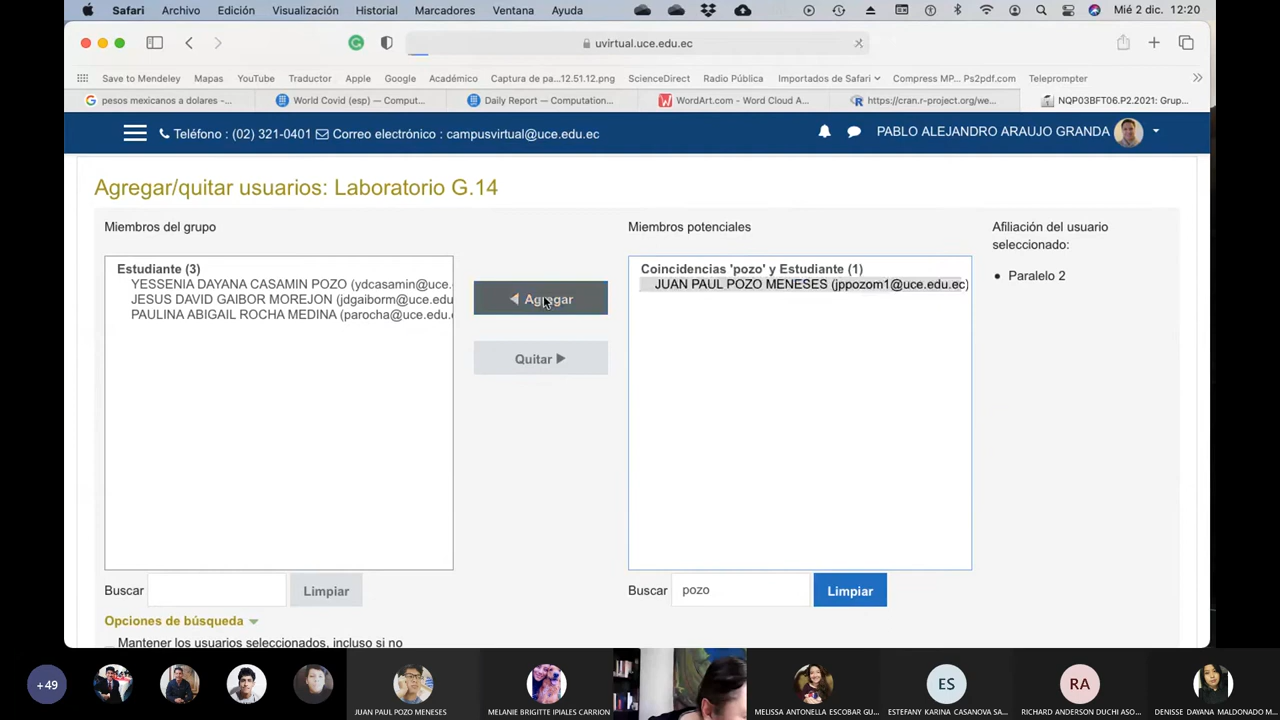 Safari Archivo Edición Visualización Historial Marcadores Ventana Ayuda Mié 2 dic. 12:20
uvirtual.uce.edu.ec
Save to Mendeley Mapas YouTube Traductor Apple Google Académico Captura de pa...12.51.12.png ScienceDirect Radio Pública Importados de Safari Compress MP... Ps2pdf.com Teleprompter
pesos mexicanos a dolares -... World Covid (esp) — Comput... Daily Report — Computation... WordArt.com - Word Cloud A... https://cran.r-project.org/we... NQP03BFT06.P2.2021: Grup...
Teléfono : (02) 321-0401 Correo electrónico : campusvirtual@uce.edu.ec PABLO ALEJANDRO ARAUJO GRANDA
Agregar/quitar usuarios: Laboratorio G.14
Miembros del grupo
Miembros potenciales
Afiliación del usuario
seleccionado:
Estudiante (3)
YESSENIA DAYANA CASAMIN POZO (ydcasamin@uce.
JESUS DAVID GAIBOR MOREJON (jdgaiborm@uce.edu
PAULINA ABIGAIL ROCHA MEDINA (parocha@uce.edu.
Agregar
Quitar
Coincidencias 'pozo' y Estudiante (1)
JUAN PAUL POZO MENESES (jppozom1@uce.edu.ec)
Paralelo 2
Buscar Limpiar
Buscar pozo Limpiar
Opciones de búsqueda
Mantener los usuarios seleccionados, incluso si no
+49
ES
RA
JUAN PAUL POZO MENESES
MELANIE BRIGITTE IPIALES CARRION
MELISSA ANTONELLA ESCOBAR GU...
ESTEFANY KARINA CASANOVA SA...
RICHARD ANDERSON DUCHI ASO...
DENISSE DAYANA MALDONADO M...